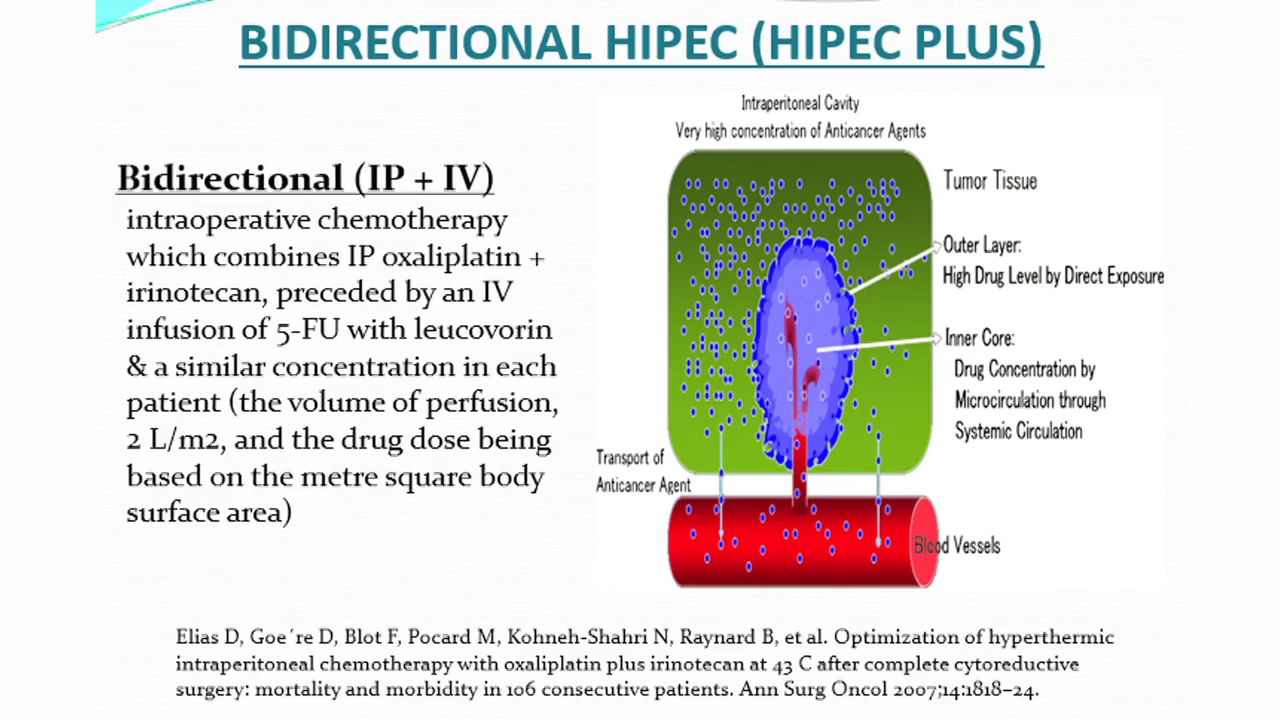 BIDIRECTIONAL HIPEC (HIPEC PLUS)
Bidirectional (IP + IV)
intraoperative chemotherapy
which combines IP oxaliplatin +
irinotecan, preceded by an IV
infusion of 5-FU with leucovorin
& a similar concentration in each
patient (the volume of perfusion,
2 L/m2, and the drug dose being
based on the metre square body
surface area)
Intraperitoneal Cavity
Very high concentration of Anticancer Agents
Tumor Tissue
Outer Layer:
High Drug Level by Direct Exposure
Inner Core:
Drug Concentration by
Microcirculation through
Systemic Circulation
Transport of
Anticancer Agent
Blood Vessels
Elias D, Goe´re D, Blot F, Pocard M, Kohneh-Shahri N, Raynard B, et al. Optimization of hyperthermic
intraperitoneal chemotherapy with oxaliplatin plus irinotecan at 43 C after complete cytoreductive
surgery: mortality and morbidity in 106 consecutive patients. Ann Surg Oncol 2007;14:1818–24.